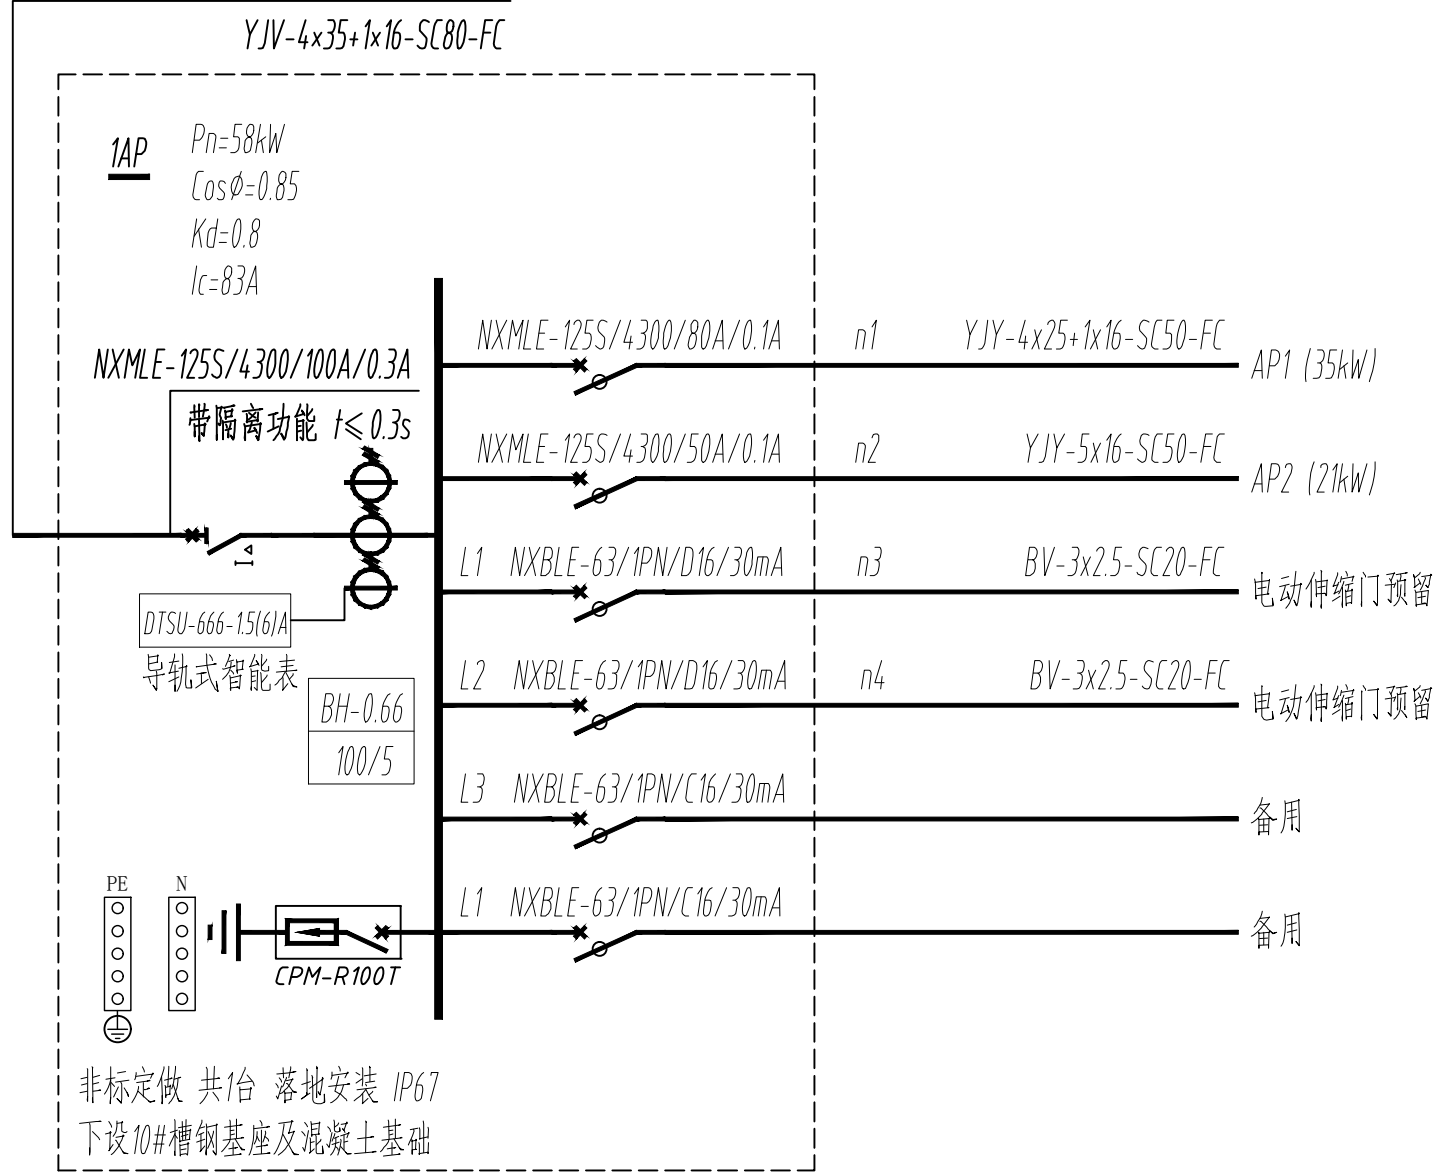 YJV-4x35+1x16-SC80-FC
1AP
Pn=58kW
CosΦ=0.85
Kd=0.8
Ic=83A
NXMLE-125S/4300/100A/0.3A
带隔离功能 t≤0.3s
DTSU-666-1.5(6)A
导轨式智能表
BH-0.66
100/5
NXMLE-125S/4300/80A/0.1A n1 YJY-4x25+1x16-SC50-FC AP1 (35kW)
NXMLE-125S/4300/50A/0.1A n2 YJY-5x16-SC50-FC AP2 (21kW)
L1 NXBLE-63/1PN/D16/30mA n3 BV-3x2.5-SC20-FC 电动伸缩门预留
L2 NXBLE-63/1PN/D16/30mA n4 BV-3x2.5-SC20-FC 电动伸缩门预留
L3 NXBLE-63/1PN/C16/30mA 备用
L1 NXBLE-63/1PN/C16/30mA 备用
PE N
CPM-R100T
非标定做 共1台 落地安装 IP67
下设10#槽钢基座及混凝土基础